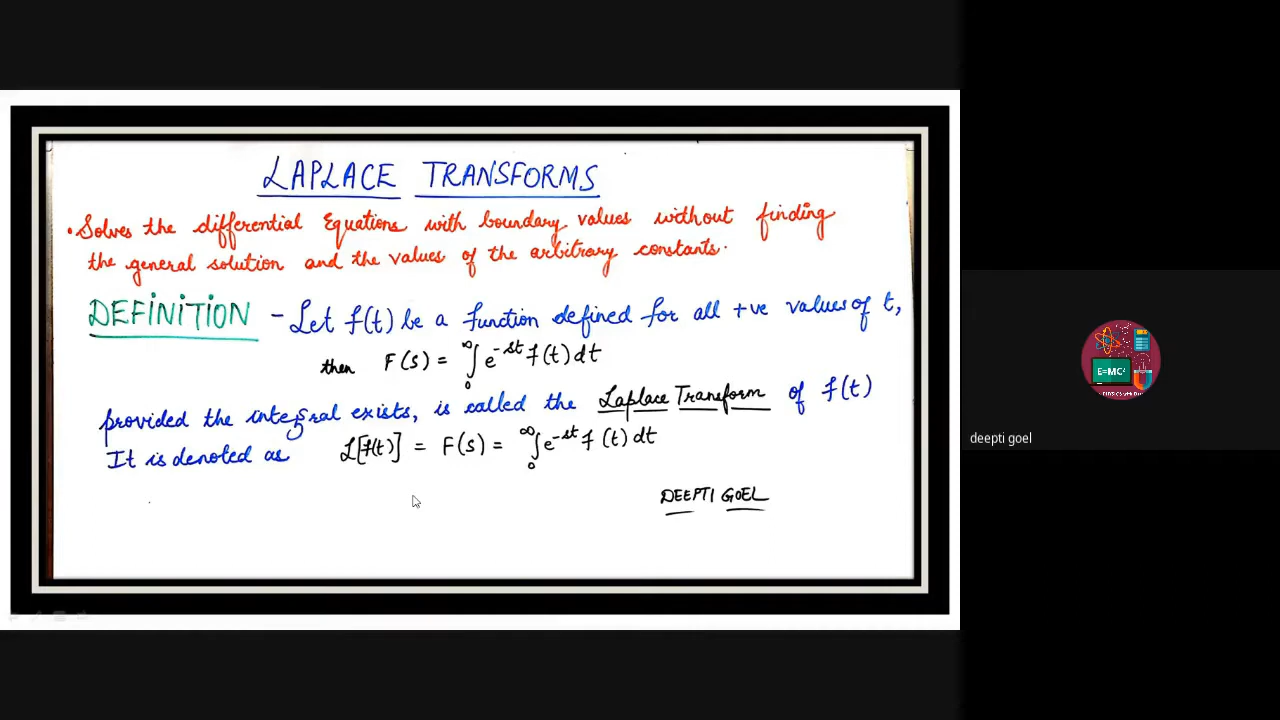 LAPLACE TRANSFORMS
• Solves the differential Equations with boundary values without finding
the general solution and the values of the arbitrary constants.
DEFINITION - Let f(t) be a function defined for all +ve values of t,
then F(s) = ∫₀^∞ e^-st f(t) dt
provided the integral exists, is called the Laplace Transform of f(t)
It is denoted as L[f(t)] = F(s) = ∫₀^∞ e^-st f(t) dt
DEEPTI GOEL
E=MC²
deepti goel